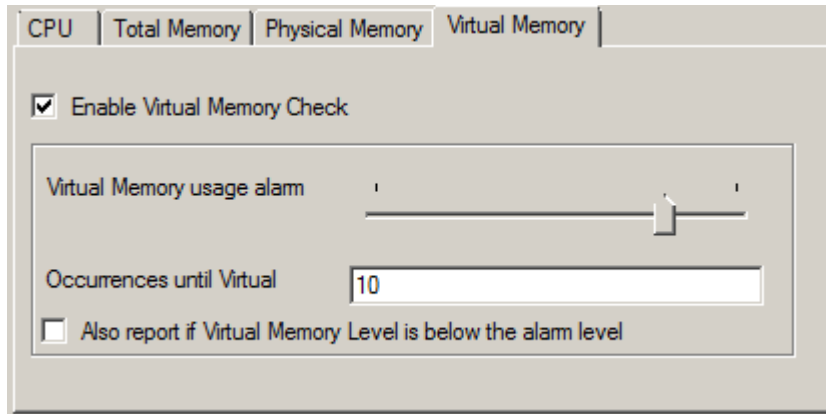 CPU Total Memory Physical Memory Virtual Memory
Enable Virtual Memory Check
Virtual Memory usage alarm
Occurrences until Virtual 10
Also report if Virtual Memory Level is below the alarm level